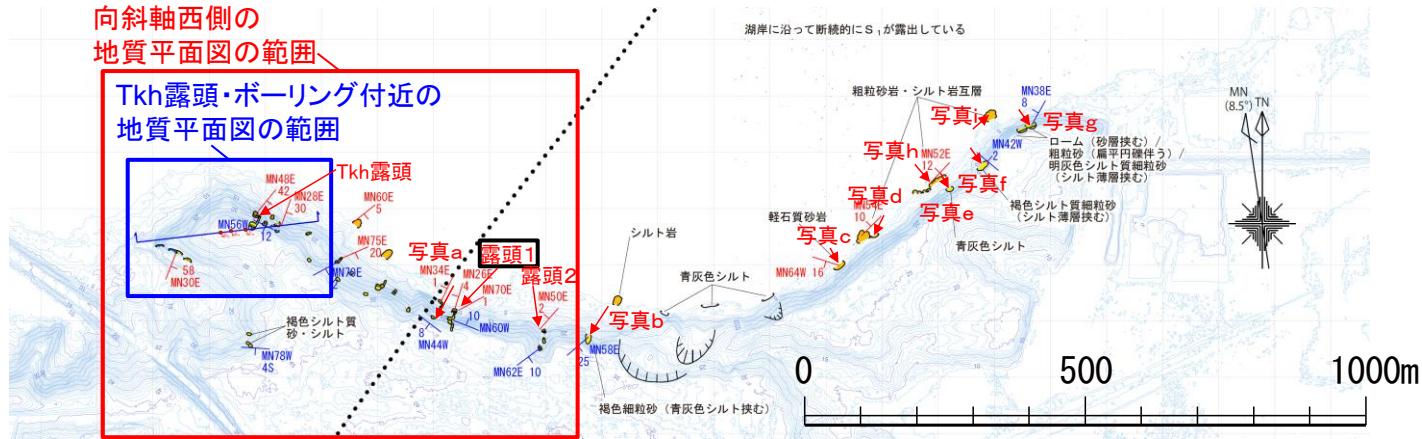 向斜軸西側の
地質平面図の範囲
Tkh露頭・ボーリング付近の
地質平面図の範囲
湖岸に沿って断続的にS₁が露出している
粗粒砂岩・シルト岩互層
MN38E
8
写真i
写真g
MN
(8.5°)
TN
ローム（砂層挟む）/
粗粒砂（扁平円礫伴う）/
明灰色シルト質細粒砂
（シルト薄層挟む）
MN42W
2
写真h
MN52E
12
写真f
褐色シルト質細粒砂
（シルト薄層挟む）
写真d
MN54E
10
写真e
青灰色シルト
軽石質砂岩
写真c
MN64W 16
Tkh露頭
MN48E
42
MN28E
30
MN56W
12
MN60E
5
MN75E
20
58
MN30E
MN70E
2
写真a
露頭1
MN34E
1
MN26E
4
MN70E
1
露頭2
シルト岩
青灰色シルト
MN50E
2
10
MN60W
8
MN44W
写真b
褐色シルト質
砂・シルト
MN78W
4S
MN62E 10
MN58E
25
褐色細粒砂（青灰色シルト挟む）
0
500
1000m